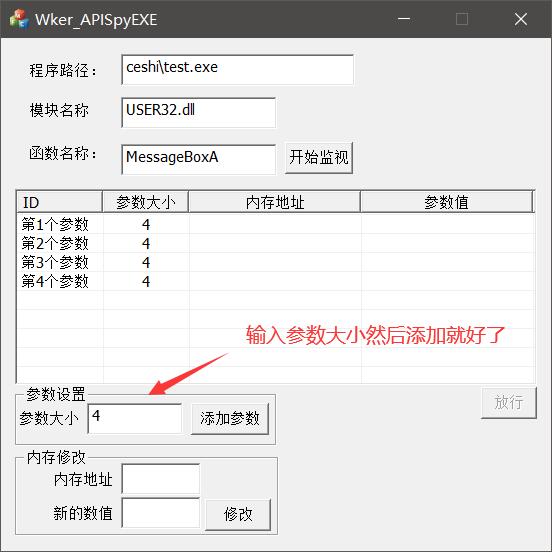 Wker_APISpyEXE
程序路径： ceshi\test.exe
模块名称 USER32.dll
函数名称： MessageBoxA 开始监视
ID 参数大小 内存地址 参数值
第1个参数 4
第2个参数 4
第3个参数 4
第4个参数 4
输入参数大小然后添加就好了
参数设置
放行
参数大小 4 添加参数
内存修改
内存地址
新的数值 修改